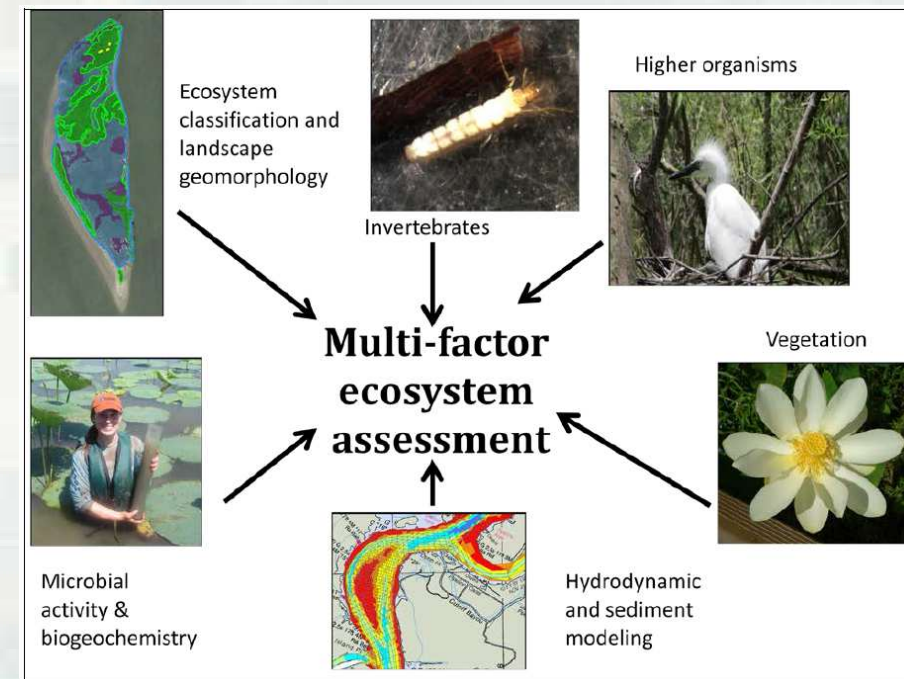 Ecosystem
classification and
landscape
geomorphology
Invertebrates
Higher organisms
Multi-factor
ecosystem
assessment
Vegetation
Microbial
activity &
biogeochemistry
Hydrodynamic
and sediment
modeling